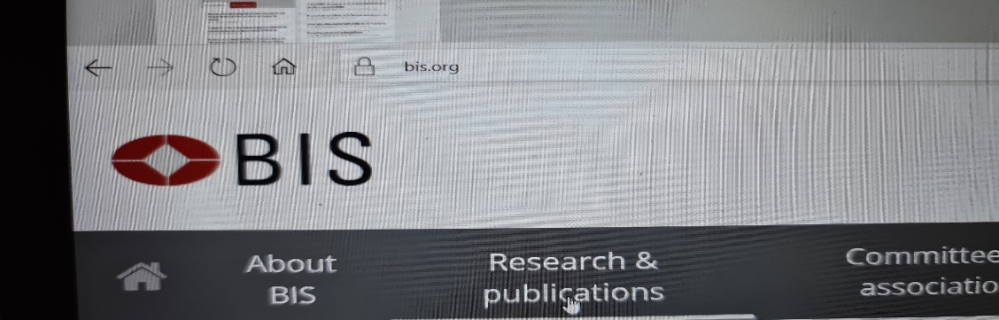 bis.org
BIS
About
BIS
Research &
publications
Committee
associatio